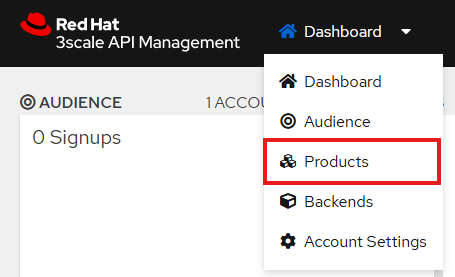 Red Hat
3scale API Management
Dashboard
Dashboard
AUDIENCE
1 ACCOU
Audience
0 Signups
Products
Backends
Account Settings